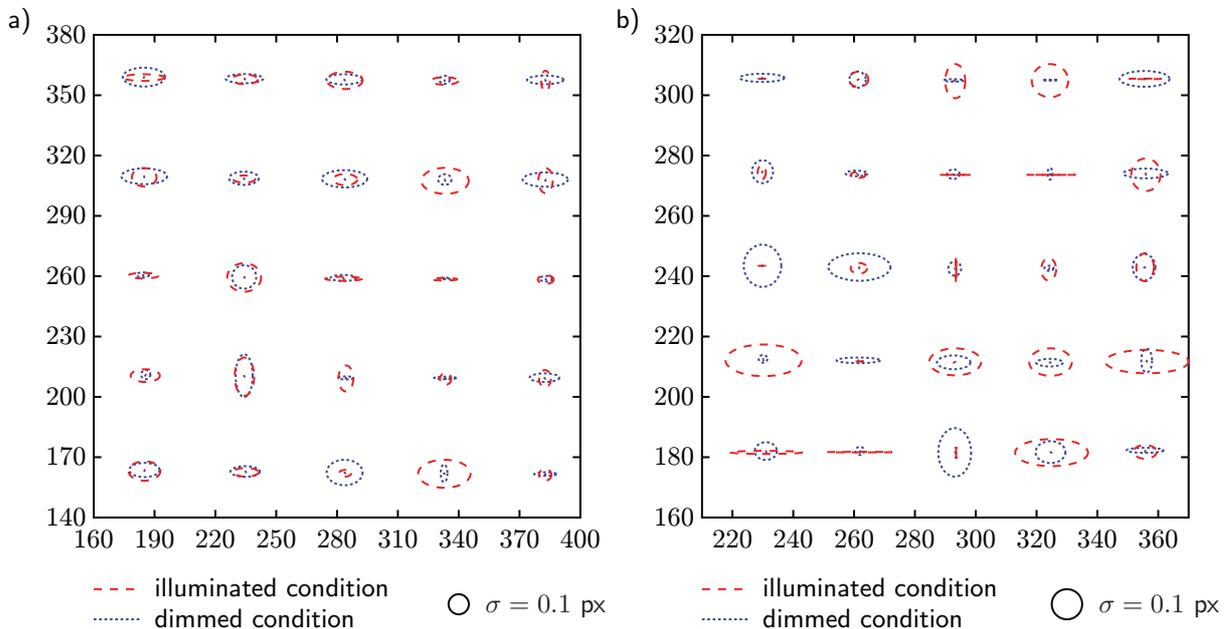 a)
380
350
320
290
260
230
200
170
140
160 190 220 250 280 310 340 370 400
illuminated condition
dimmed condition
σ = 0.1 px
b)
320
300
280
260
240
220
200
180
160
220 240 260 280 300 320 340 360
illuminated condition
dimmed condition
σ = 0.1 px